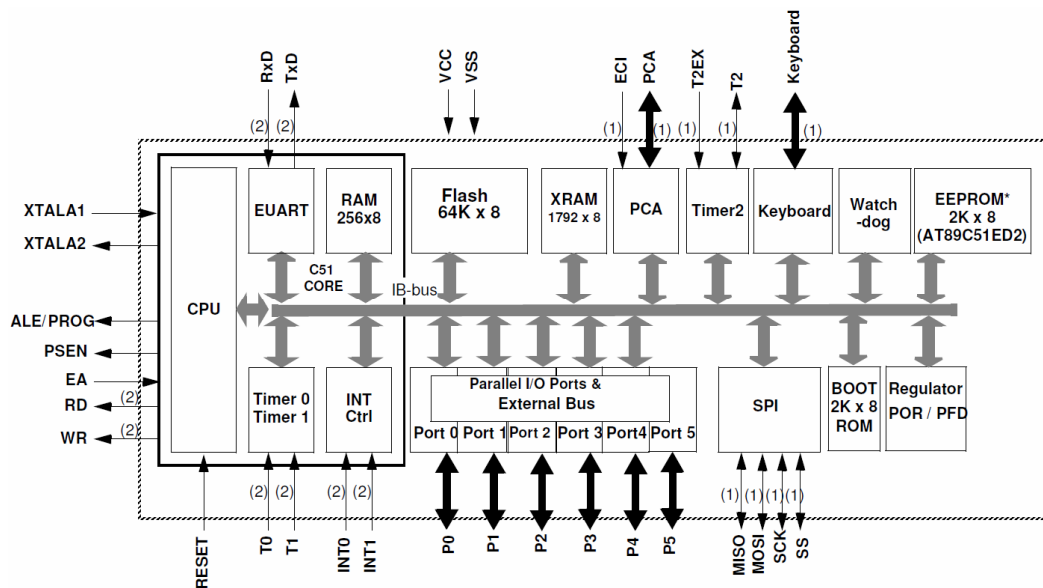 RxD
TxD
VCC
VSS
ECI
PCA
T2EX
T2
Keyboard
(2)
(2)
(1)
(1)
(1)
(1)
(1)
XTALA1
XTALA2
ALE/PROG
PSEN
EA
RD
(2)
WR
(2)
CPU
EUART
RAM
256x8
C51
CORE
IB-bus
Flash
64K x 8
XRAM
1792 x 8
PCA
Timer2
Keyboard
Watch
-dog
EEPROM*
2K x 8
(AT89C51ED2)
Timer 0
Timer 1
INT
Ctrl
Parallel I/O Ports &
External Bus
Port 0
Port 1
Port 2
Port 3
Port4
Port 5
SPI
BOOT
2K x 8
ROM
Regulator
POR / PFD
(2)
(2)
(2)
(2)
(1)
(1)
(1)
(1)
RESET
T0
T1
INT0
INT1
P0
P1
P2
P3
P4
P5
MISO
MOSI
SCK
SS